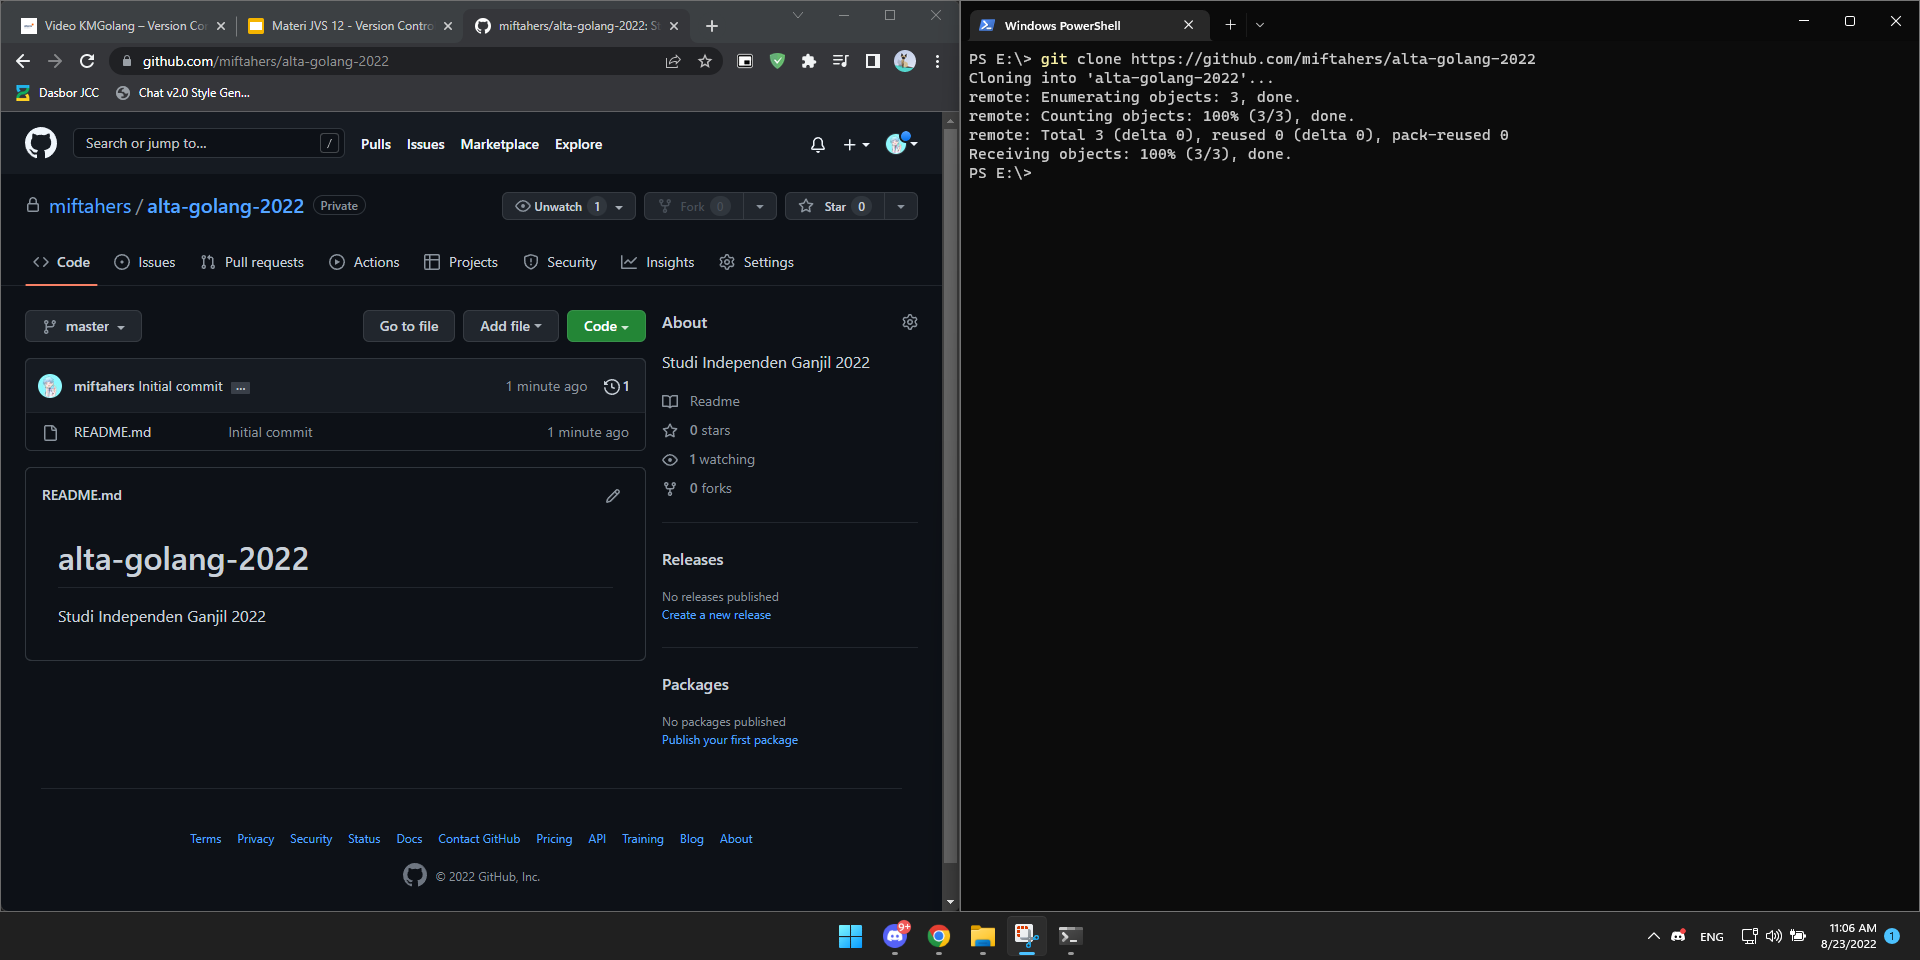 Video KMGolang – Version Co
Materi JVS 12 - Version Contro
miftahers/alta-golang-2022: S
github.com/miftahers/alta-golang-2022
Dasbor JCC
Chat v2.0 Style Gen...
Search or jump to...
/
Pulls
Issues
Marketplace
Explore
miftahers / alta-golang-2022
Private
Unwatch 1
Fork 0
Star 0
Code
Issues
Pull requests
Actions
Projects
Security
Insights
Settings
master
Go to file
Add file
Code
miftahers Initial commit ...
1 minute ago
1
README.md
Initial commit
1 minute ago
README.md
alta-golang-2022
Studi Independen Ganjil 2022
About
Studi Independen Ganjil 2022
Readme
0 stars
1 watching
0 forks
Releases
No releases published
Create a new release
Packages
No packages published
Publish your first package
Terms
Privacy
Security
Status
Docs
Contact GitHub
Pricing
API
Training
Blog
About
© 2022 GitHub, Inc.
Windows PowerShell
PS E:\> git clone https://github.com/miftahers/alta-golang-2022
Cloning into 'alta-golang-2022'...
remote: Enumerating objects: 3, done.
remote: Counting objects: 100% (3/3), done.
remote: Total 3 (delta 0), reused 0 (delta 0), pack-reused 0
Receiving objects: 100% (3/3), done.
PS E:\>
9+
ENG
11:06 AM
8/23/2022
1